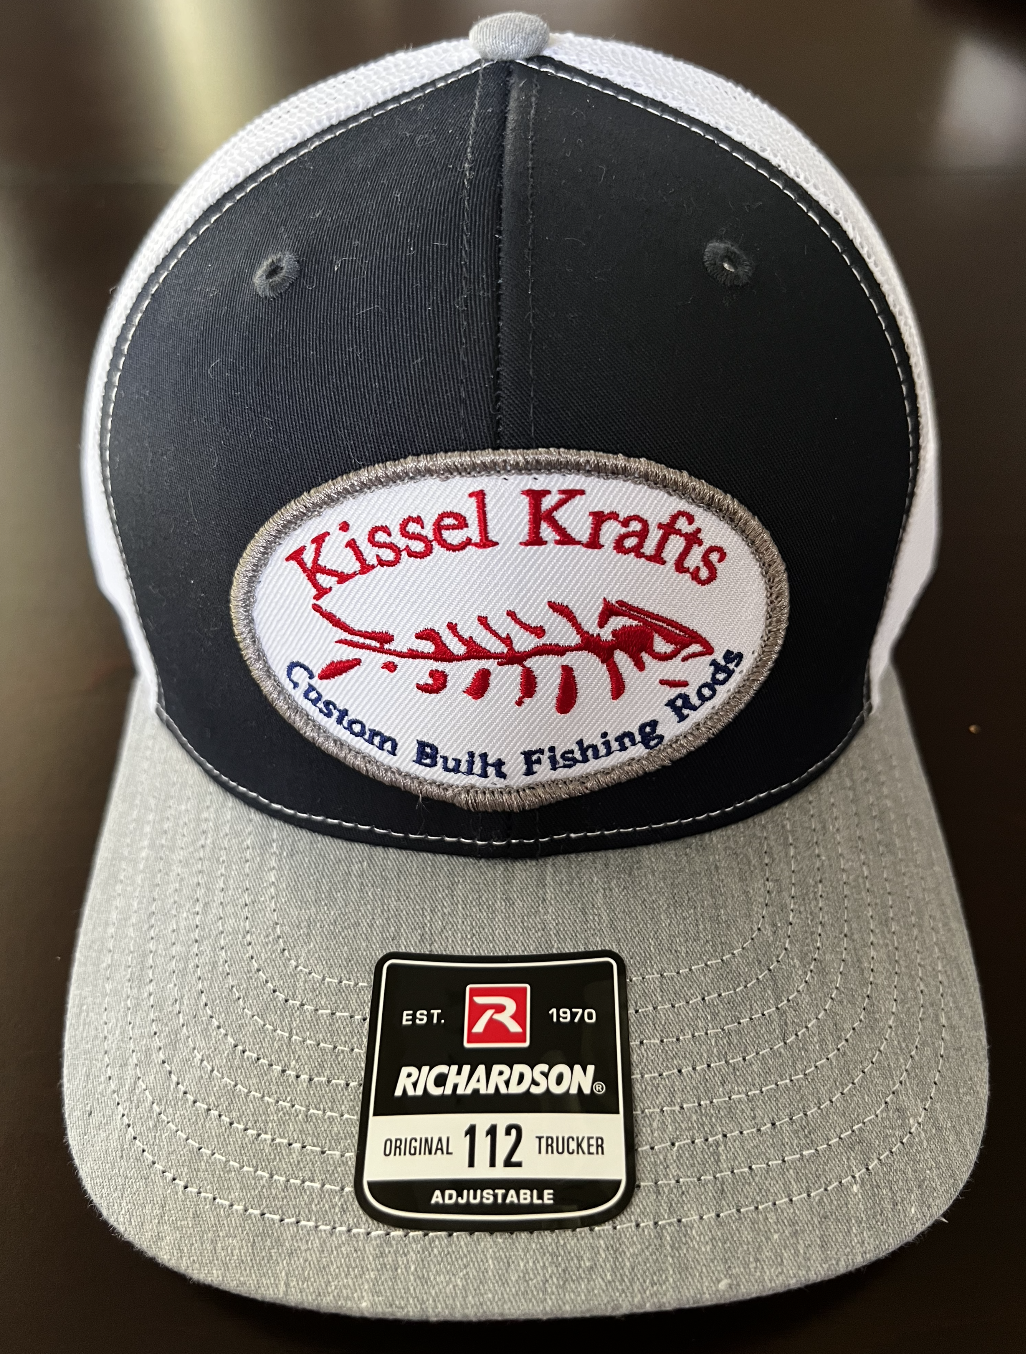 Kissel Krafts
Custom Built Fishing Rods
EST. R 1970
RICHARDSON®
ORIGINAL 112 TRUCKER
ADJUSTABLE